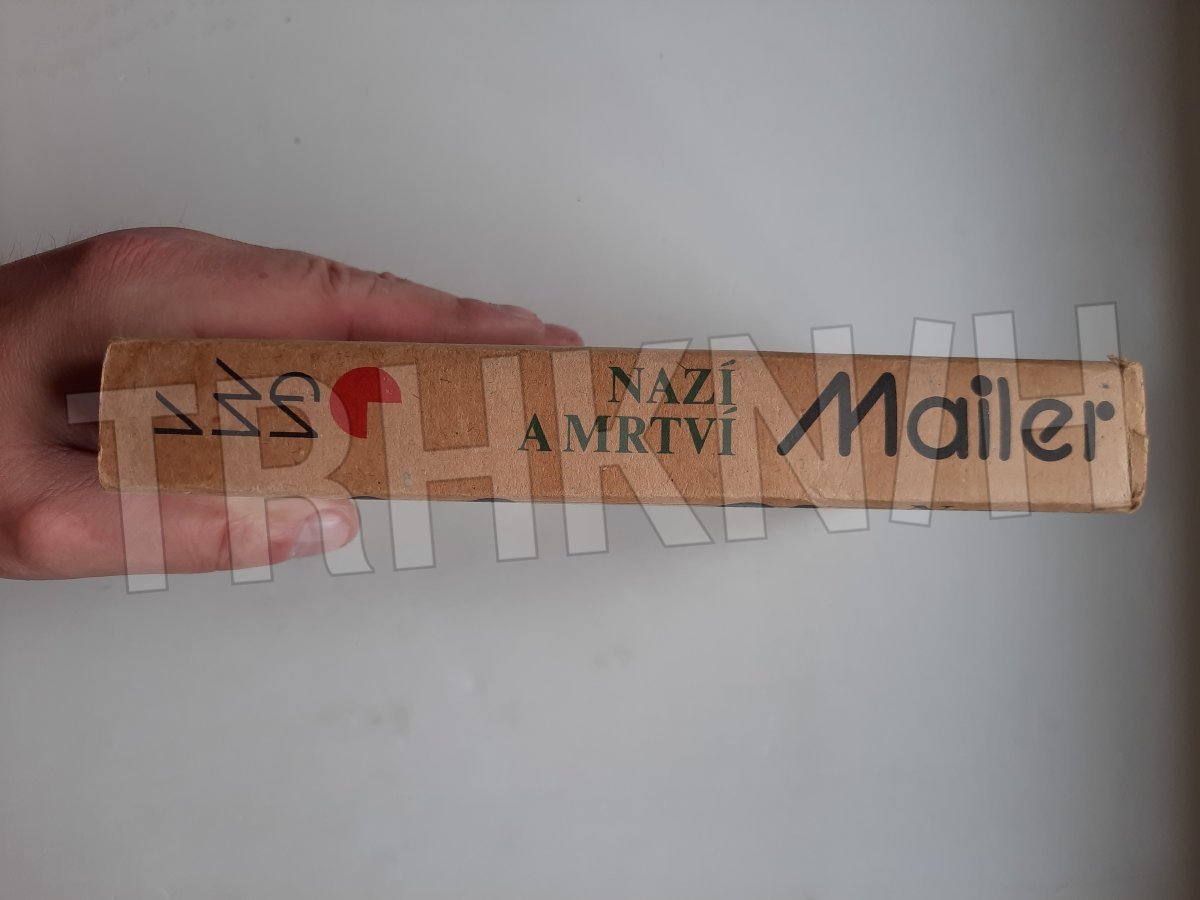 NAZÍ
A MRTVÍ
Mailer
TRHKNIH